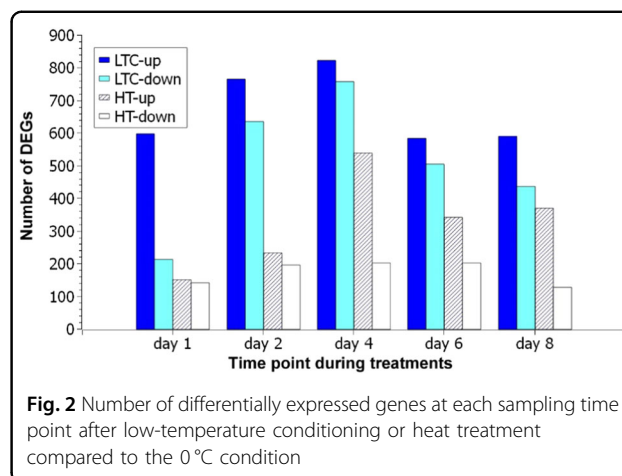 900
800
700
600
500
400
300
200
100
0
Number of DEGs
LTC-up
LTC-down
HT-up
HT-down
day 1 day 2 day 4 day 6 day 8
Time point during treatments
Fig. 2 Number of differentially expressed genes at each sampling time
point after low-temperature conditioning or heat treatment
compared to the 0 °C condition